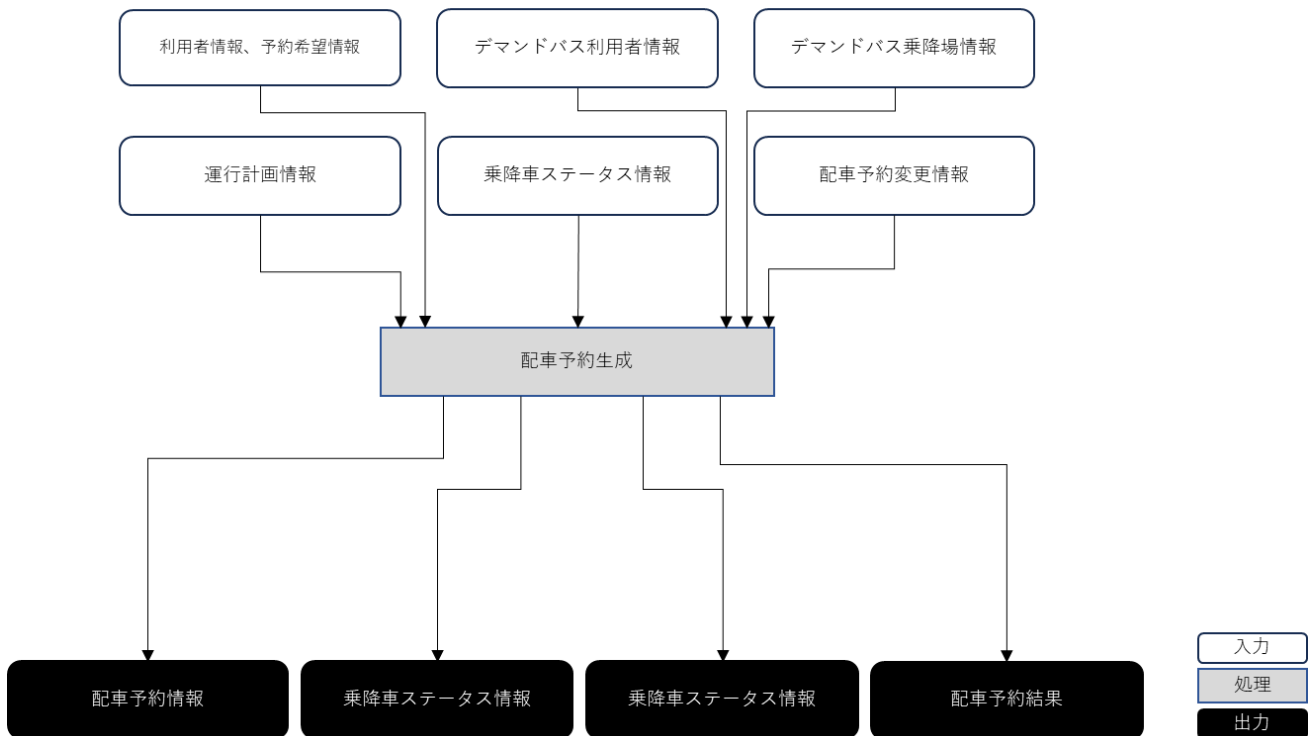 利用者情報、予約希望情報
デマンドバス利用者情報
デマンドバス乗降場情報
運行計画情報
乗降車ステータス情報
配車予約変更情報
配車予約生成
配車予約情報
乗降車ステータス情報
乗降車ステータス情報
配車予約結果
入力
処理
出力